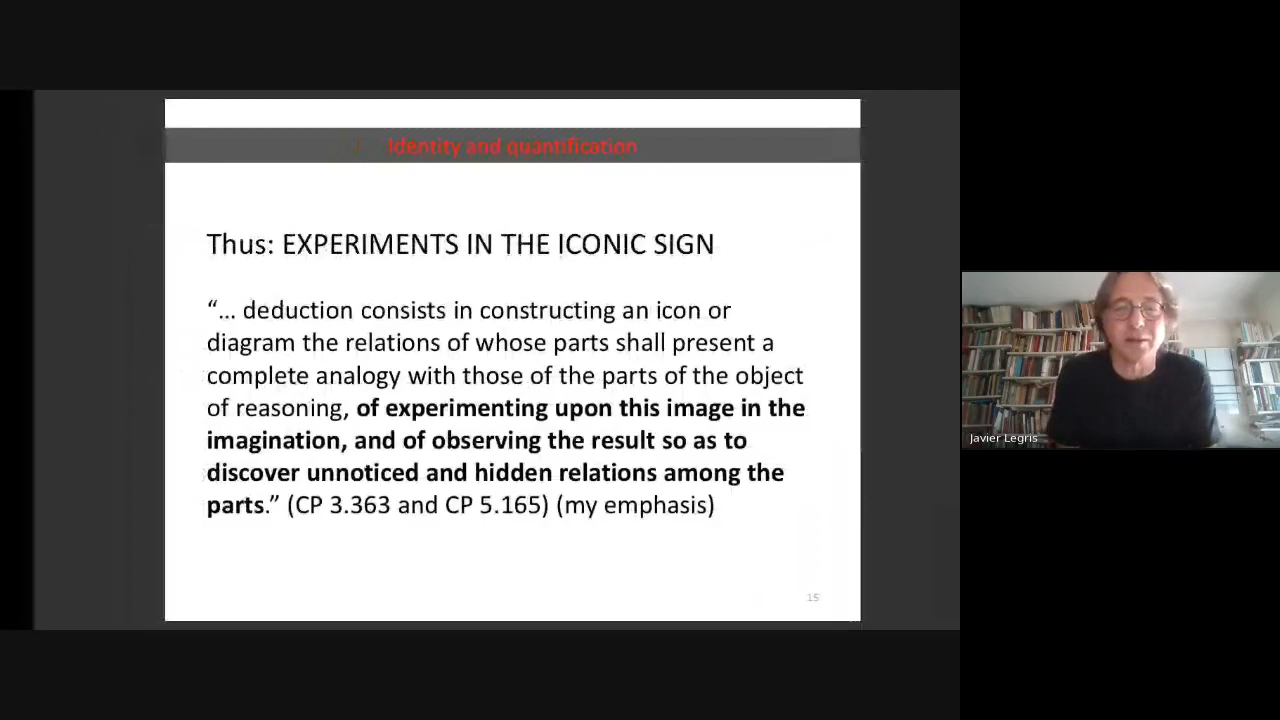 Identity and quantification
Thus: EXPERIMENTS IN THE ICONIC SIGN
“... deduction consists in constructing an icon or
diagram the relations of whose parts shall present a
complete analogy with those of the parts of the object
of reasoning, of experimenting upon this image in the
imagination, and of observing the result so as to
discover unnoticed and hidden relations among the
parts.” (CP 3.363 and CP 5.165) (my emphasis)
15
Javier Legris